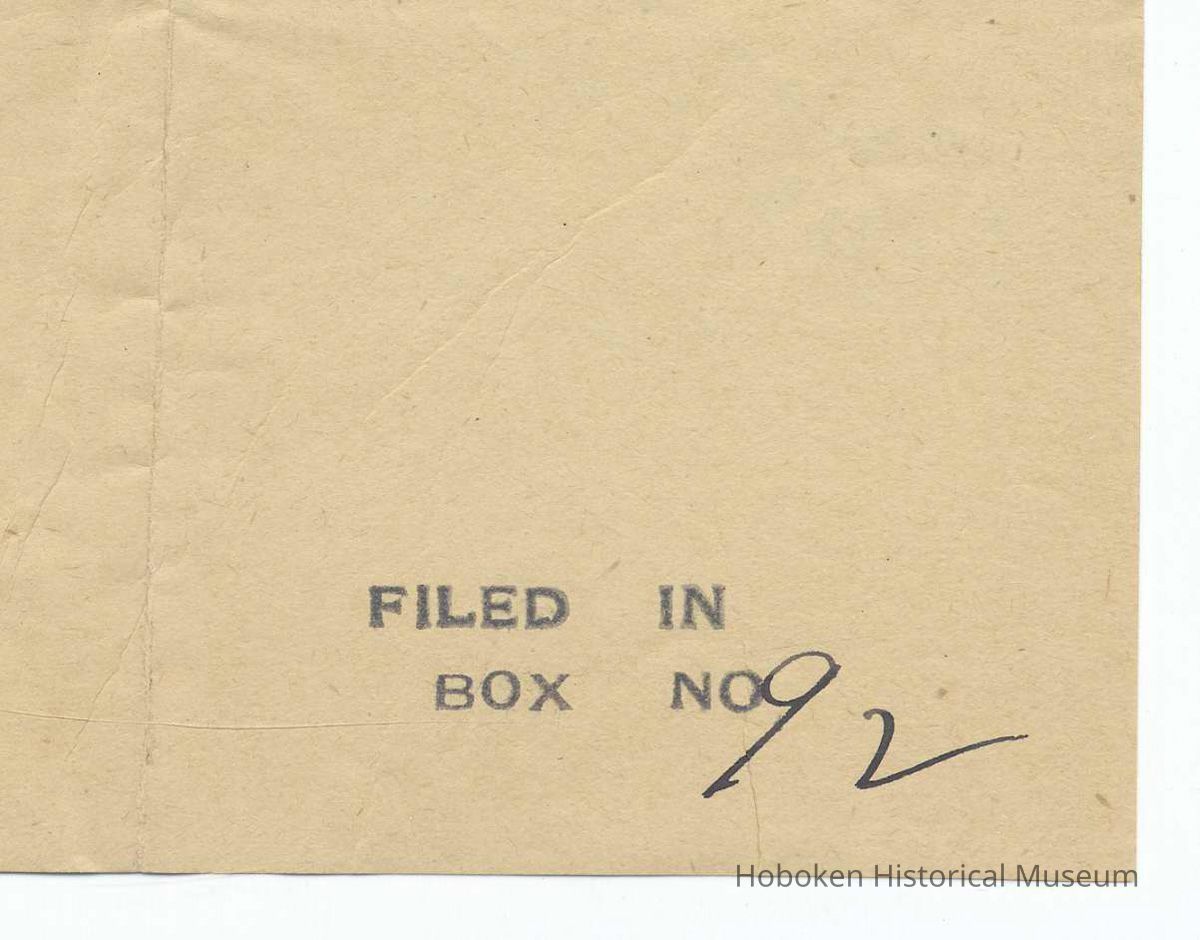 FILED IN
BOX NO 92
Hoboken Historical Museum